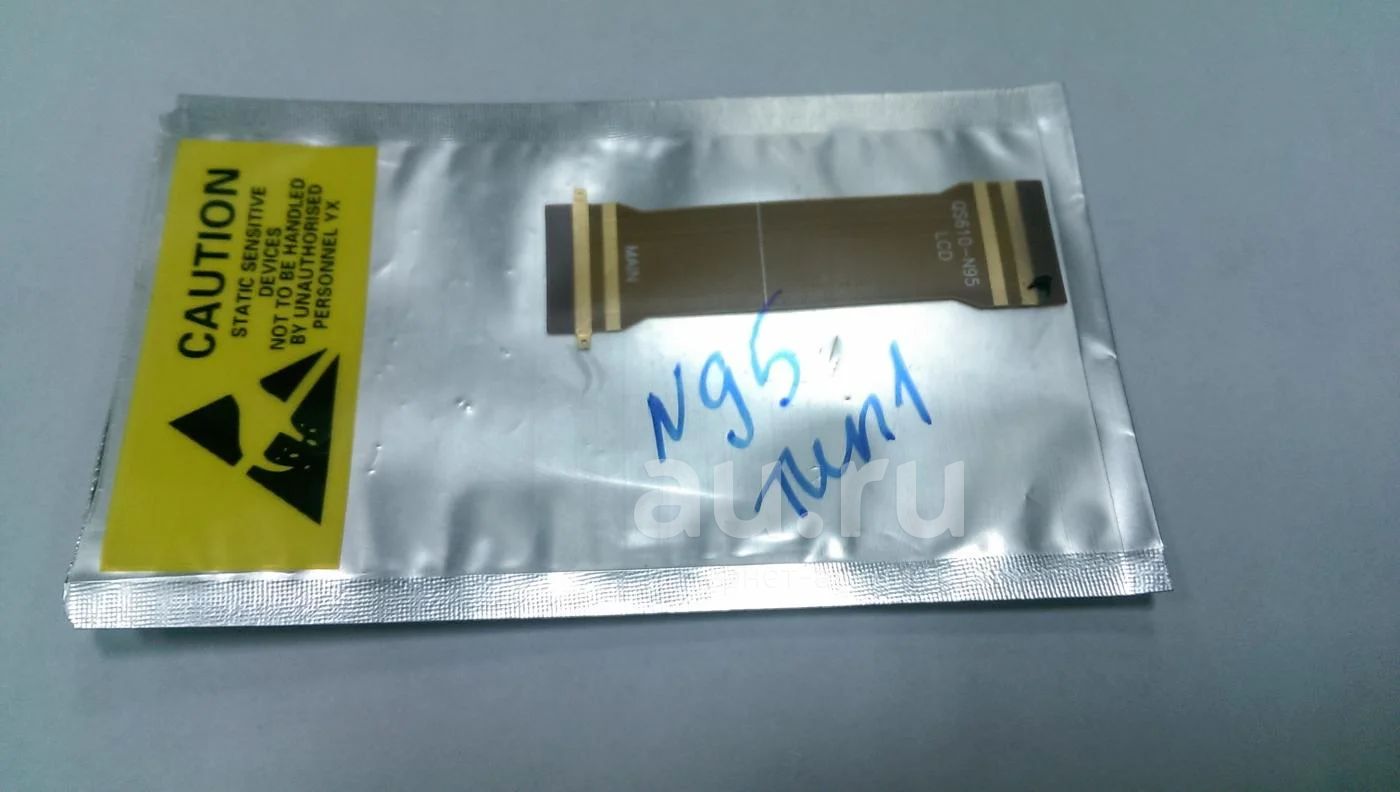 CAUTION
STATIC SENSITIVE
DEVICES
NOT TO BE HANDLED
BY UNAUTHORISED
PERSONNEL YX
MAIN
QS610-N95
LCD
N95
тип1
au.ru